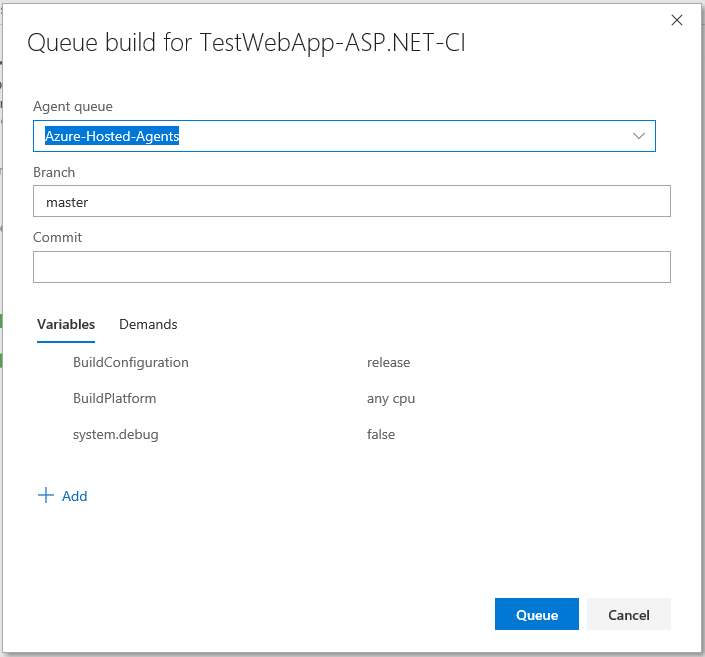 Queue build for TestWebApp-ASP.NET-CI
Agent queue
Azure-Hosted-Agents
Branch
master
Commit
Variables Demands
BuildConfiguration release
BuildPlatform any cpu
system.debug false
+ Add
Queue Cancel